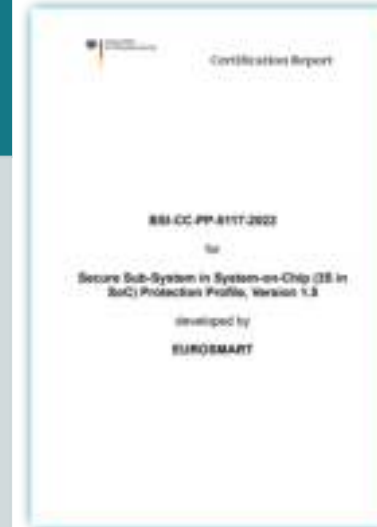 Certification Report
BSI-CC-PP-0117-2022
for
Secure Sub-System in System-on-Chip (3S in
SoC) Protection Profile, Version 1.5
developed by
EUROSMART